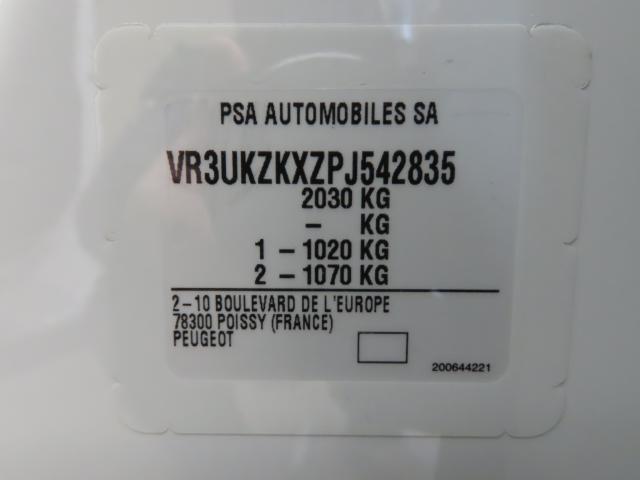 PSA AUTOMOBILES SA
VR3UKZKXZPJ542835
2030 KG
– KG
1 – 1020 KG
2 – 1070 KG
2 – 10 BOULEVARD DE L'EUROPE
78300 POISSY (FRANCE)
PEUGEOT
200644221